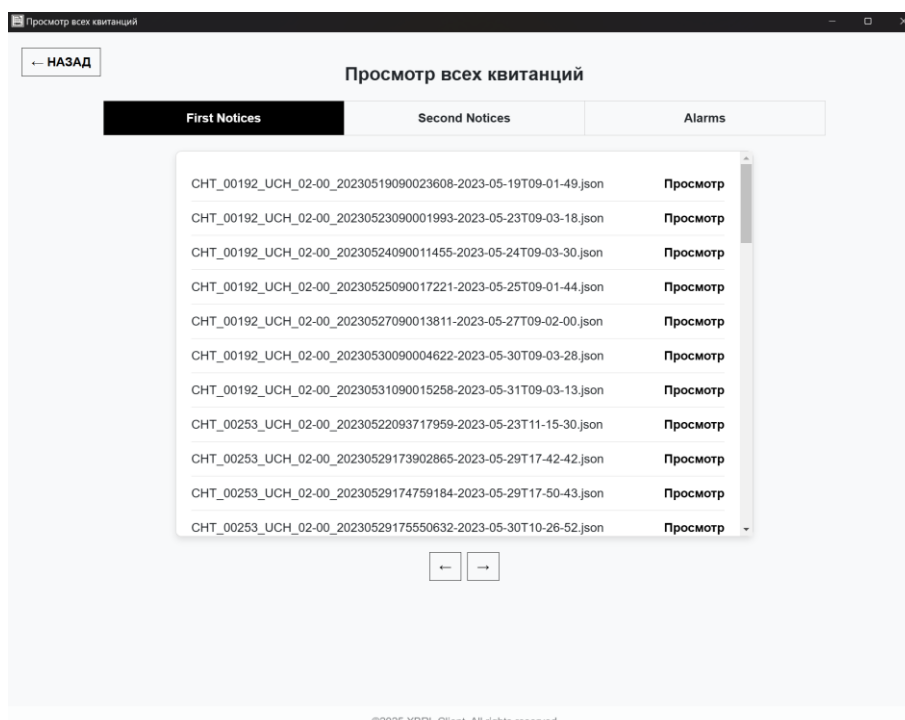 Просмотр всех квитанций
← НАЗАД
Просмотр всех квитанций
First Notices Second Notices Alarms
CHT_00192_UCH_02-00_20230519090023608-2023-05-19T09-01-49.json Просмотр
CHT_00192_UCH_02-00_20230523090001993-2023-05-23T09-03-18.json Просмотр
CHT_00192_UCH_02-00_20230524090011455-2023-05-24T09-03-30.json Просмотр
CHT_00192_UCH_02-00_20230525090017221-2023-05-25T09-01-44.json Просмотр
CHT_00192_UCH_02-00_20230527090013811-2023-05-27T09-02-00.json Просмотр
CHT_00192_UCH_02-00_20230530090004622-2023-05-30T09-03-28.json Просмотр
CHT_00192_UCH_02-00_20230531090015258-2023-05-31T09-03-13.json Просмотр
CHT_00253_UCH_02-00_20230522093717959-2023-05-23T11-15-30.json Просмотр
CHT_00253_UCH_02-00_20230529173902865-2023-05-29T17-42-42.json Просмотр
CHT_00253_UCH_02-00_20230529174759184-2023-05-29T17-50-43.json Просмотр
CHT_00253_UCH_02-00_20230529175550632-2023-05-30T10-26-52.json Просмотр
← →